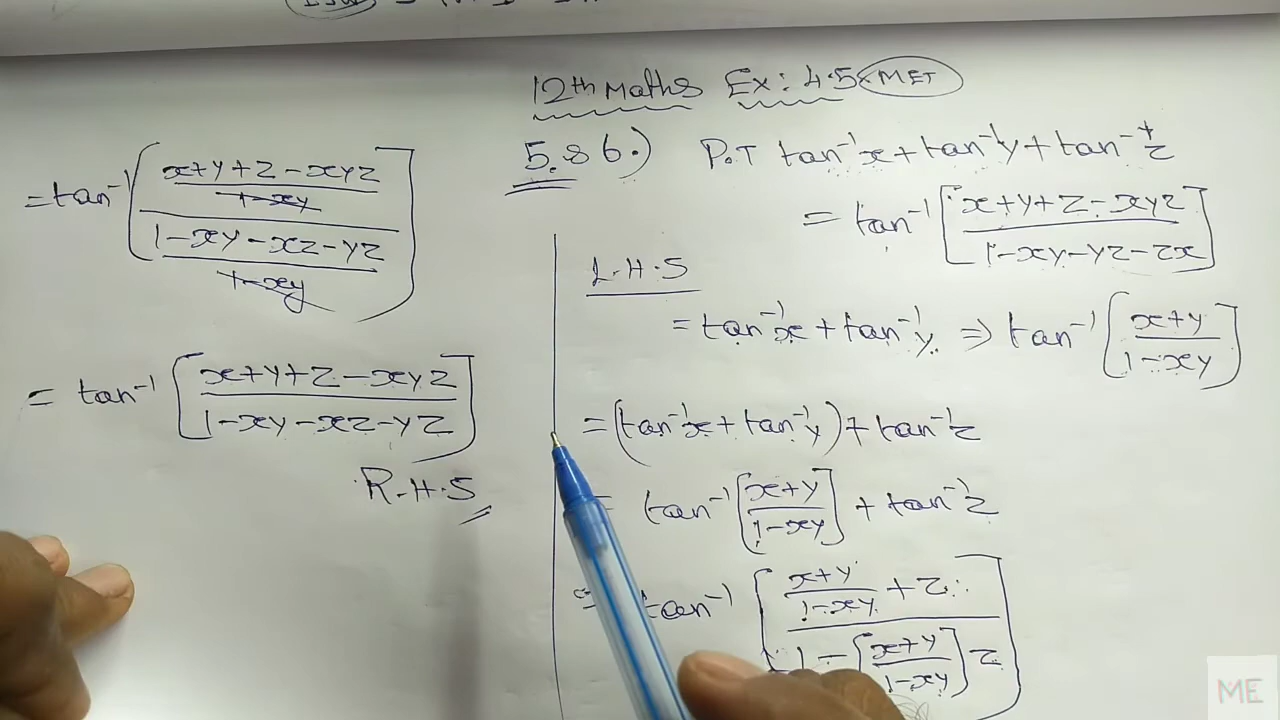 12th Maths Ex: 4.5 MET
5.86.) P.T tan⁻¹x + tan⁻¹y + tan⁻¹z
= tan⁻¹[(x+y+z-xyz)/(1-xy-yz-zx)]
L.H.S
= tan⁻¹x + tan⁻¹y ⇒ tan⁻¹[(x+y)/(1-xy)]
= (tan⁻¹x + tan⁻¹y) + tan⁻¹z
= tan⁻¹[(x+y)/(1-xy)] + tan⁻¹z
= tan⁻¹[((x+y)/(1-xy) + z)/(1-[(x+y)/(1-xy)]z)]
= tan⁻¹[((x+y+z-xyz)/(1-xy))/((1-xy-xz-yz)/(1-xy))]
= tan⁻¹[(x+y+z-xyz)/(1-xy-xz-yz)]
R.H.S
ME